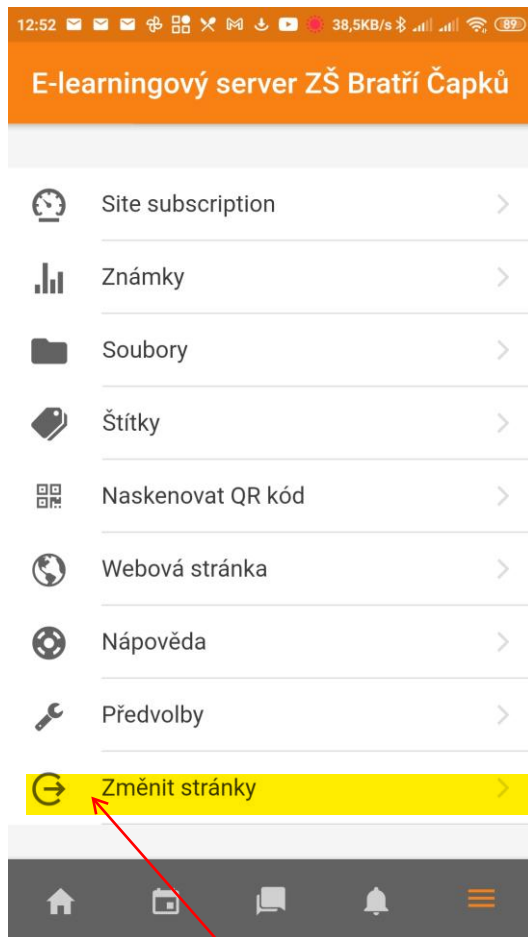 12:52 38,5KB/s 89
E-learningový server ZŠ Bratří Čapků
Site subscription
Známky
Soubory
Štítky
Naskenovat QR kód
Webová stránka
Nápověda
Předvolby
Změnit stránky